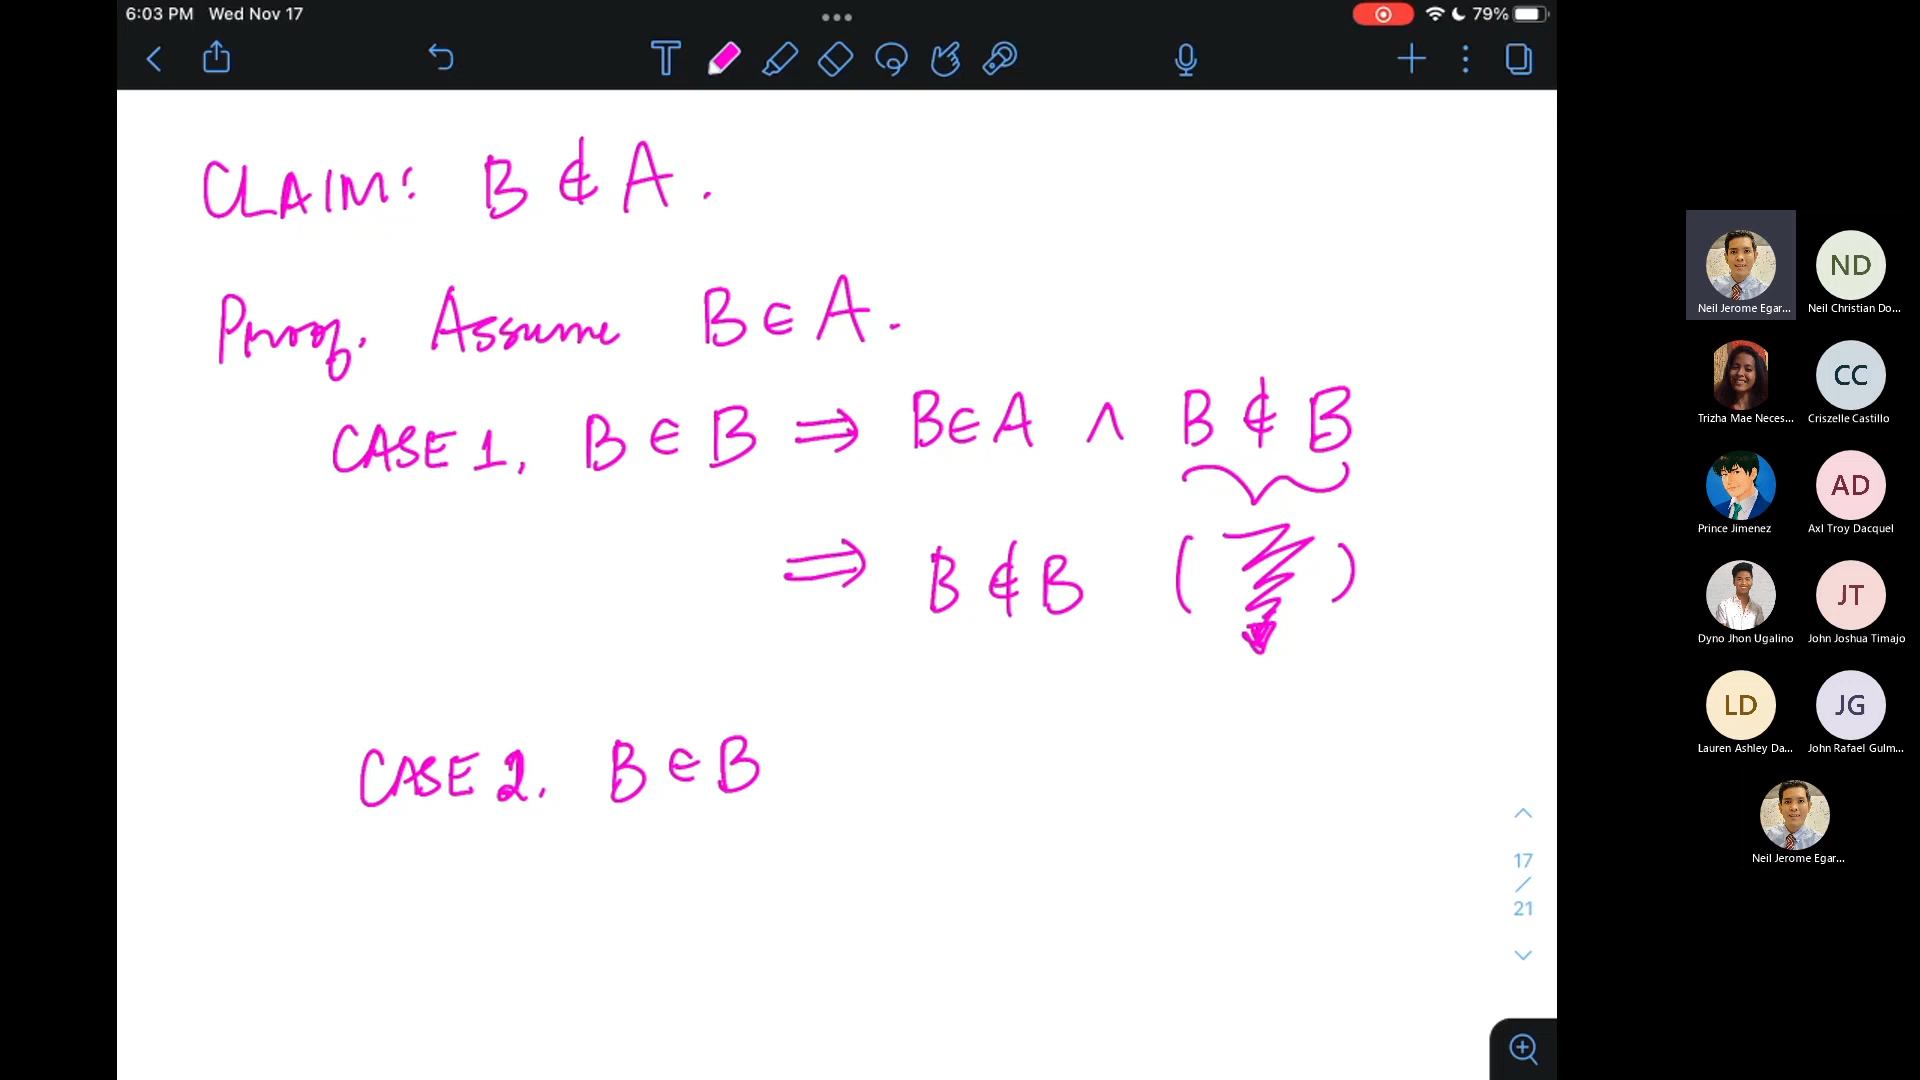 6:03 PM Wed Nov 17
79%
CLAIM: B ∉ A.
Proof. Assume B ∈ A.
CASE 1. B ∈ B ⇒ B ∈ A ∧ B ∉ B
⇒ B ∉ B ( )
CASE 2. B ∈ B
17
/
21
ND
Neil Jerome Egar... Neil Christian Do...
CC
Trizha Mae Neces... Criszelle Castillo
AD
Prince Jimenez Axl Troy Dacquel
JT
Dyno Jhon Ugalino John Joshua Timajo
LD JG
Lauren Ashley Da... John Rafael Gulm...
Neil Jerome Egar...